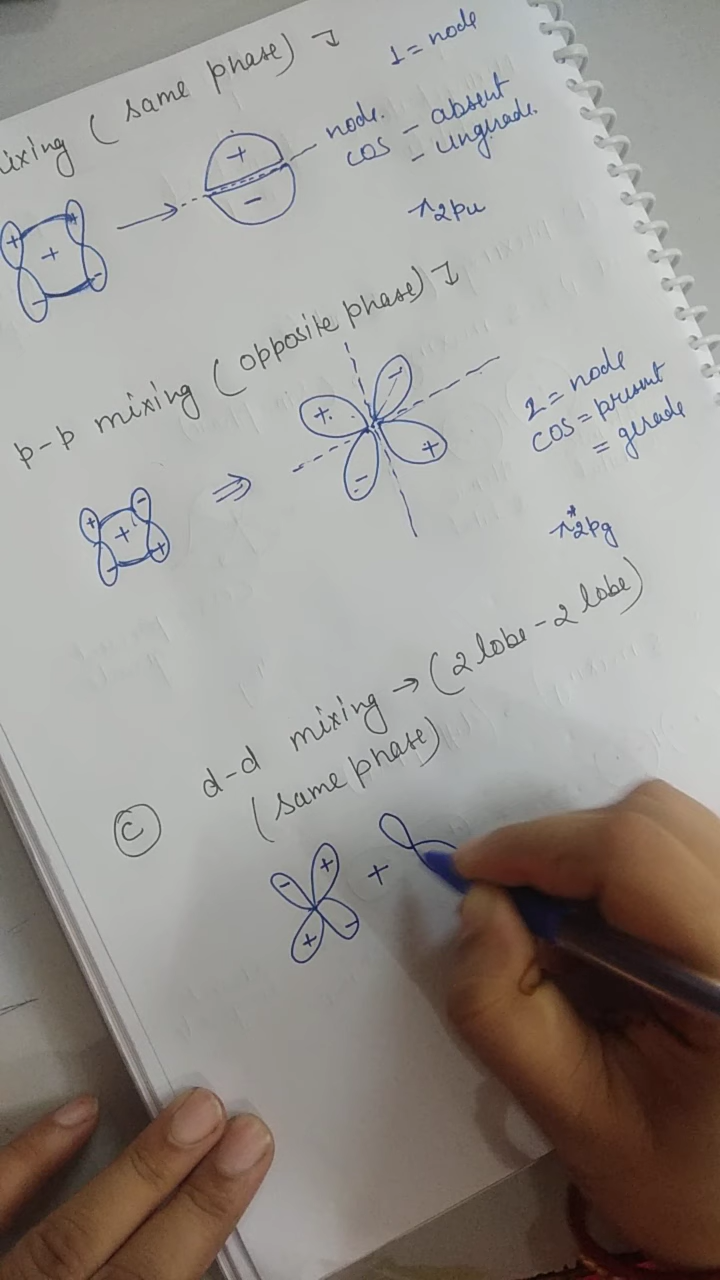 ixing ( same phase) I
1 = node
node.
cos - absent
= ungerade.
+
-
+ + + - -
π2pu
p-p mixing ( opposite phase) I
2 = node
cos = present
= gerade
+ - - +
+ - + - +
π*2pg
(C) d-d mixing → (2 lobe - 2 lobe)
(same phase)
- + + - +